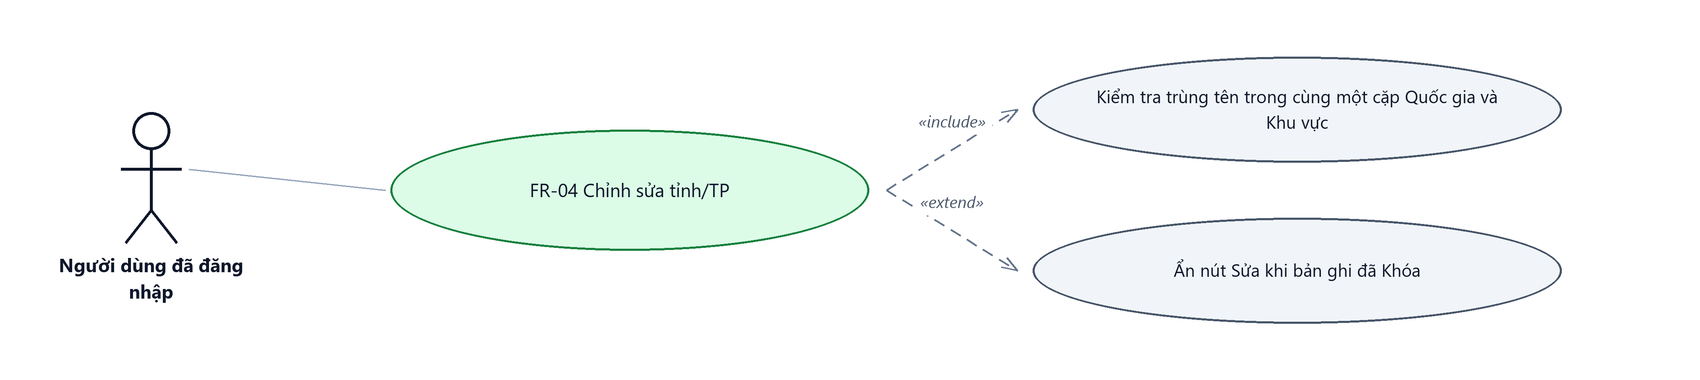 Người dùng đã đăng
nhập
FR-04 Chỉnh sửa tỉnh/TP
«include»
«extend»
Kiểm tra trùng tên trong cùng một cặp Quốc gia và
Khu vực
Ẩn nút Sửa khi bản ghi đã Khóa